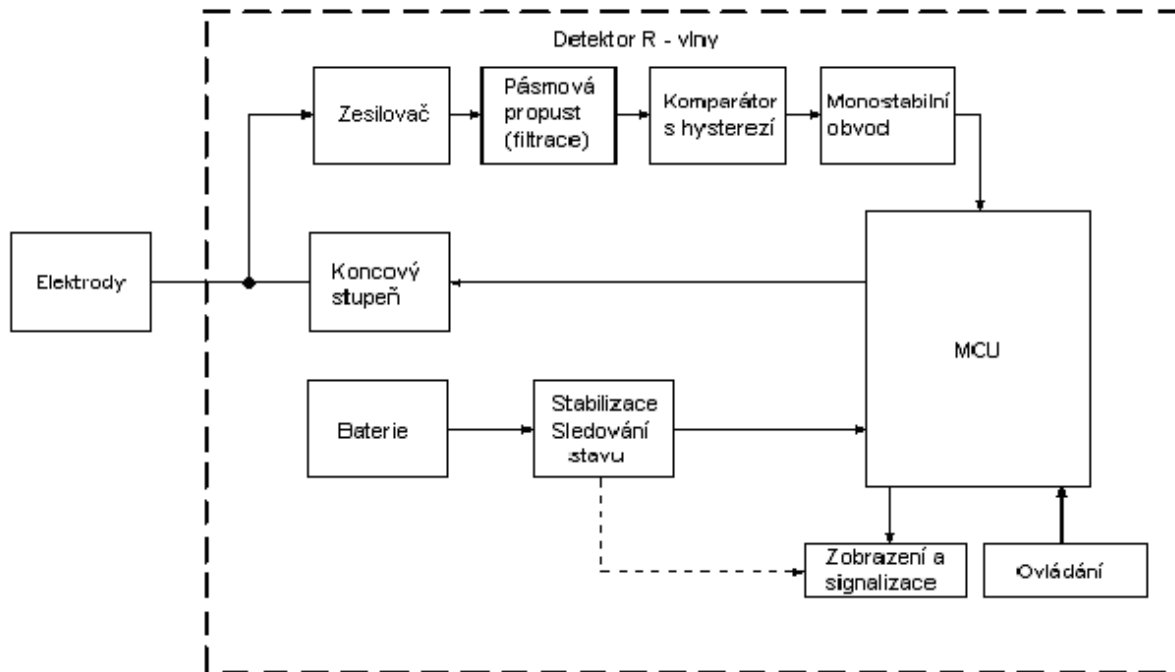 Detektor R - vlny
Zesilovač
Pásmová
propust
(filtrace)
Komparátor
s hysterezí
Monostabilní
obvod
Elektrody
Koncový
stupeň
MCU
Baterie
Stabilizace
Sledování
stavu
Zobrazení a
signalizace
Ovládání